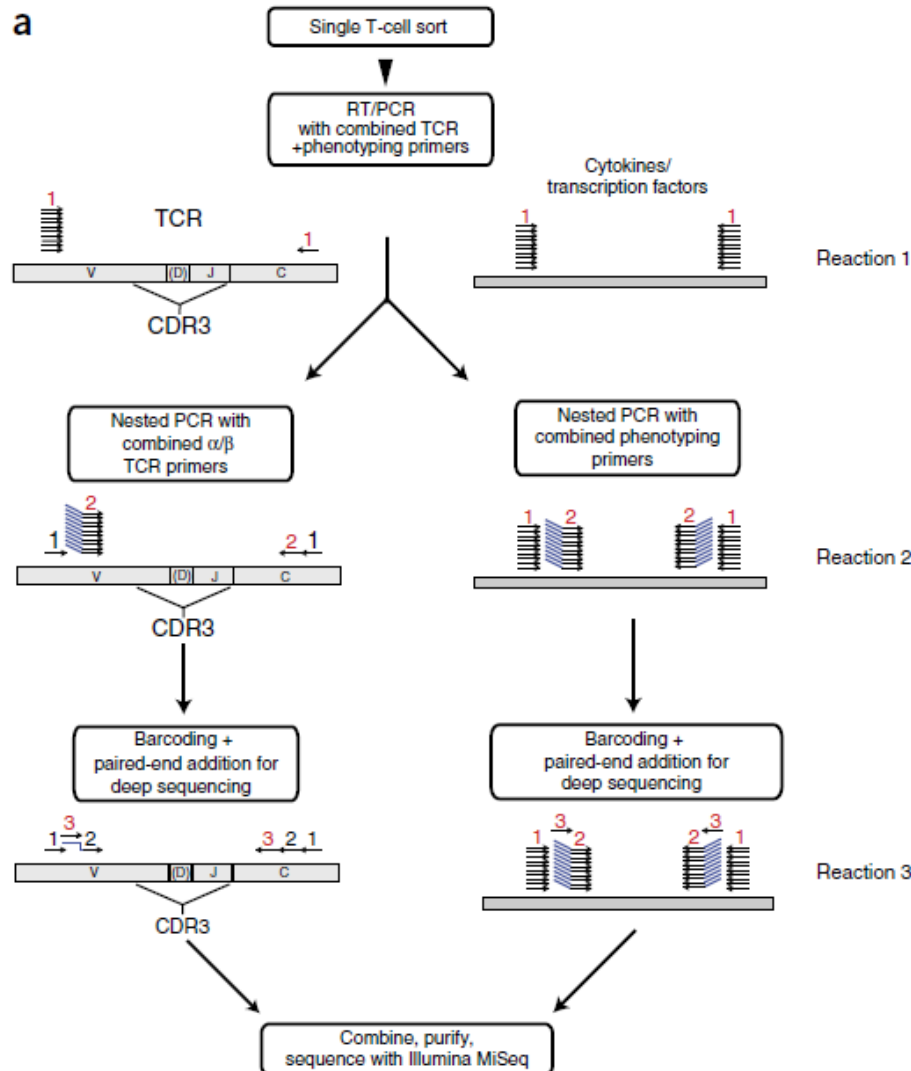 a
Single T-cell sort
RT/PCR
with combined TCR
+phenotyping primers
Cytokines/
transcription factors
1
TCR
1
1
1
Reaction 1
V
(D)
J
C
CDR3
Nested PCR with
combined α/β
TCR primers
Nested PCR with
combined phenotyping
primers
2
1
2
1
1
2
2
1
Reaction 2
V
(D)
J
C
CDR3
Barcoding +
paired-end addition for
deep sequencing
Barcoding +
paired-end addition for
deep sequencing
3
1
2
3
2
1
3
1
2
3
2
1
Reaction 3
V
(D)
J
C
CDR3
Combine, purify,
sequence with Illumina MiSeq